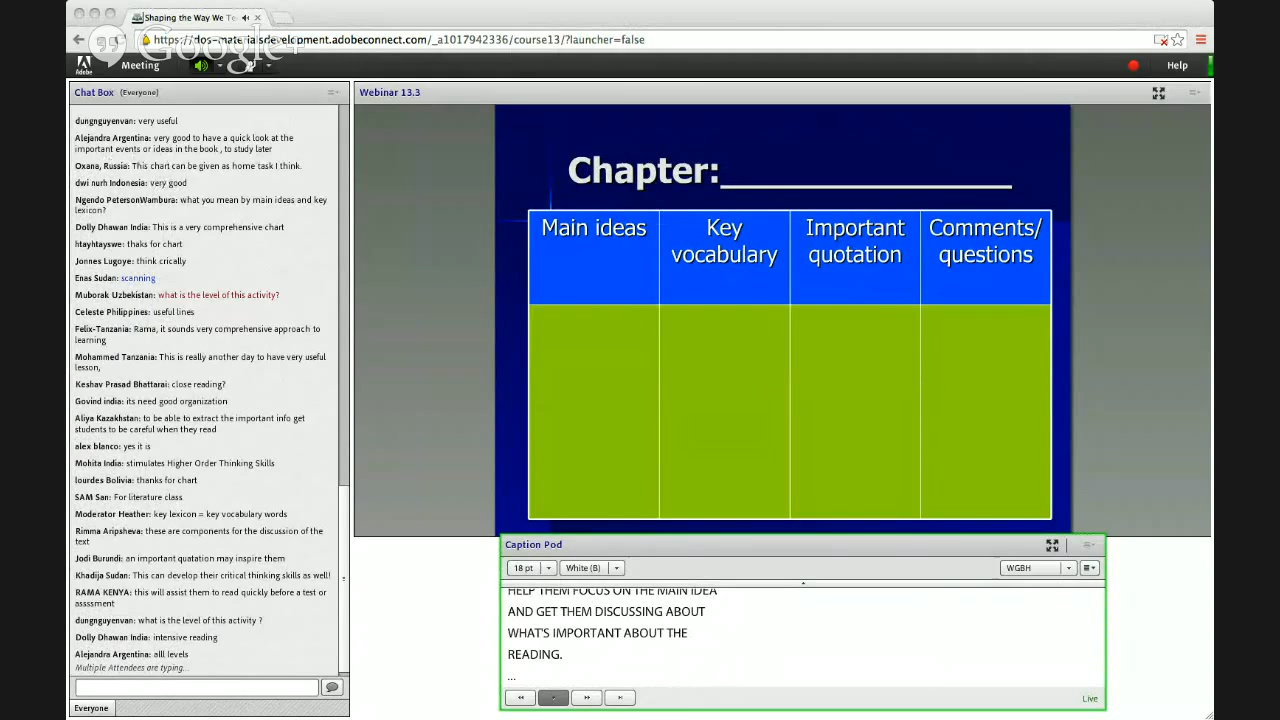 Shaping the Way We Te
Google+
https://dos-materialsdevelopment.adobeconnect.com/_a1017942336/course13/?launcher=false
Adobe
Meeting
Help
Chat Box (Everyone)
dungnguyenvan: very useful
Alejandra Argentina: very good to have a quick look at the
important events or ideas in the book , to study later
Oxana, Russia: This chart can be given as home task I think.
dwi nurh Indonesia: very good
Ngendo PetersonWambura: what you mean by main ideas and key
lexicon?
Dolly Dhawan India: This is a very comprehensive chart
htayhtayswe: thaks for chart
Jonnes Lugoye: think crically
Enas Sudan: scanning
Muborak Uzbekistan: what is the level of this activity?
Celeste Philippines: useful lines
Felix-Tanzania: Rama, it sounds very comprehensive approach to
learning
Mohammed Tanzania: This is really another day to have very useful
lesson,
Keshav Prasad Bhattarai: close reading?
Govind india: its need good organization
Aliya Kazakhstan: to be able to extract the important info get
students to be careful when they read
alex blanco: yes it is
Mohita India: stimulates Higher Order Thinking Skills
lourdes Bolivia: thanks for chart
SAM San: For literature class
Moderator Heather: key lexicon = key vocabulary words
Rimma Aripsheva: these are components for the discussion of the
text
Jodi Burundi: an important quatation may inspire them
Khadija Sudan: This can develop their critical thinking skills as well!
RAMA KENYA: this will assist them to read quickly before a test or
asssment
dungnguyenvan: what is the level of this activity ?
Dolly Dhawan India: intensive reading
Alejandra Argentina: alll levels
Multiple Attendees are typing...
Everyone
Webinar 13.3
Chapter:_______________
Main ideas
Key
vocabulary
Important
quotation
Comments/
questions
Caption Pod
18 pt
White (B)
WGBH
HELP THEM FOCUS ON THE MAIN IDEA
AND GET THEM DISCUSSING ABOUT
WHAT'S IMPORTANT ABOUT THE
READING.
...
Live